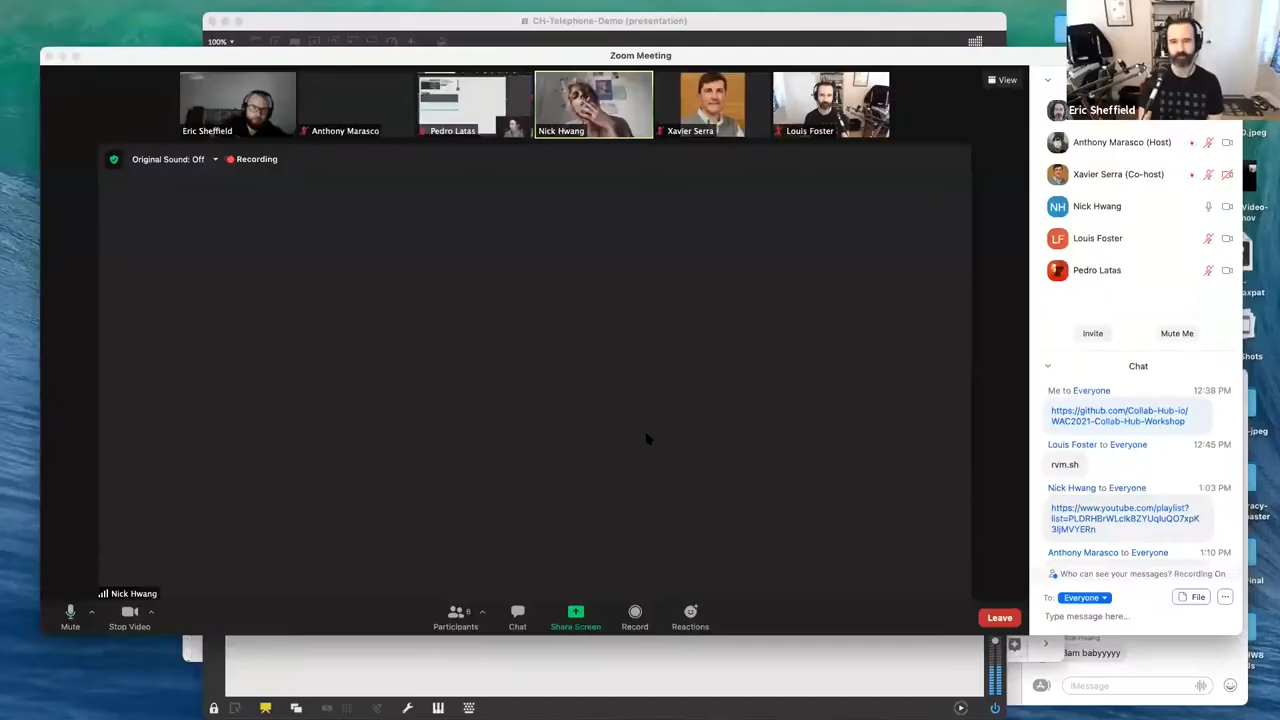 CH-Telephone-Demo (presentation)
100%
Zoom Meeting
View
Eric Sheffield
Anthony Marasco
Pedro Latas
Nick Hwang
Xavier Serra
Louis Foster
Eric Sheffield
Original Sound: Off
Recording
Anthony Marasco (Host)
Xavier Serra (Co-host)
NH
Nick Hwang
LF
Louis Foster
Pedro Latas
Invite
Mute Me
Chat
Me to Everyone
12:38 PM
https://github.com/Collab-Hub-io/
WAC2021-Collab-Hub-Workshop
Louis Foster to Everyone
12:45 PM
rvm.sh
Nick Hwang to Everyone
1:03 PM
https://www.youtube.com/playlist?
Anthony Marasco to Everyone
1:10 PM
Who can see your messages? Recording On
To: Everyone
File
Type message here...
Nick Hwang
Mute
Stop Video
Participants
6
Chat
Share Screen
Record
Reactions
Leave
Bam babyyyyy
iMessage